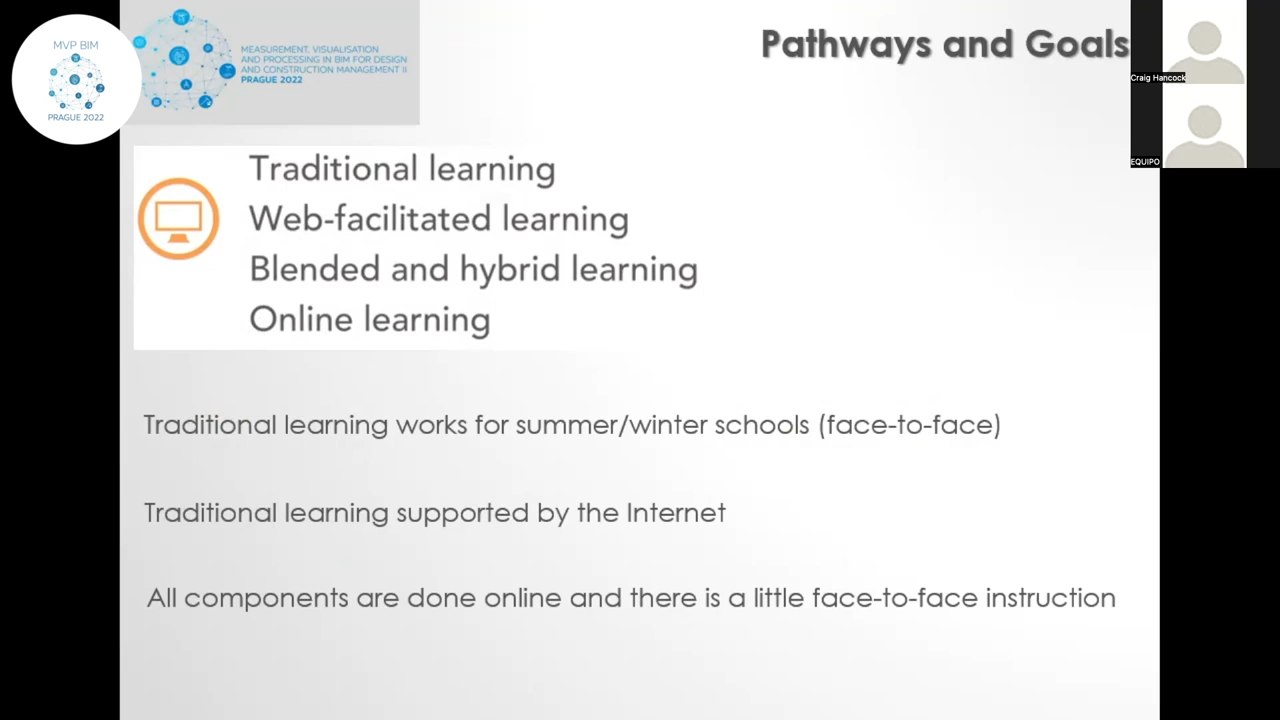 MVP BIM
PRAGUE 2022
MEASUREMENT, VISUALISATION
AND PROCESSING IN BIM FOR DESIGN
AND CONSTRUCTION MANAGEMENT II
PRAGUE 2022
Pathways and Goals
Craig Hancock
EQUIPO
Traditional learning
Web-facilitated learning
Blended and hybrid learning
Online learning
Traditional learning works for summer/winter schools (face-to-face)
Traditional learning supported by the Internet
All components are done online and there is a little face-to-face instruction